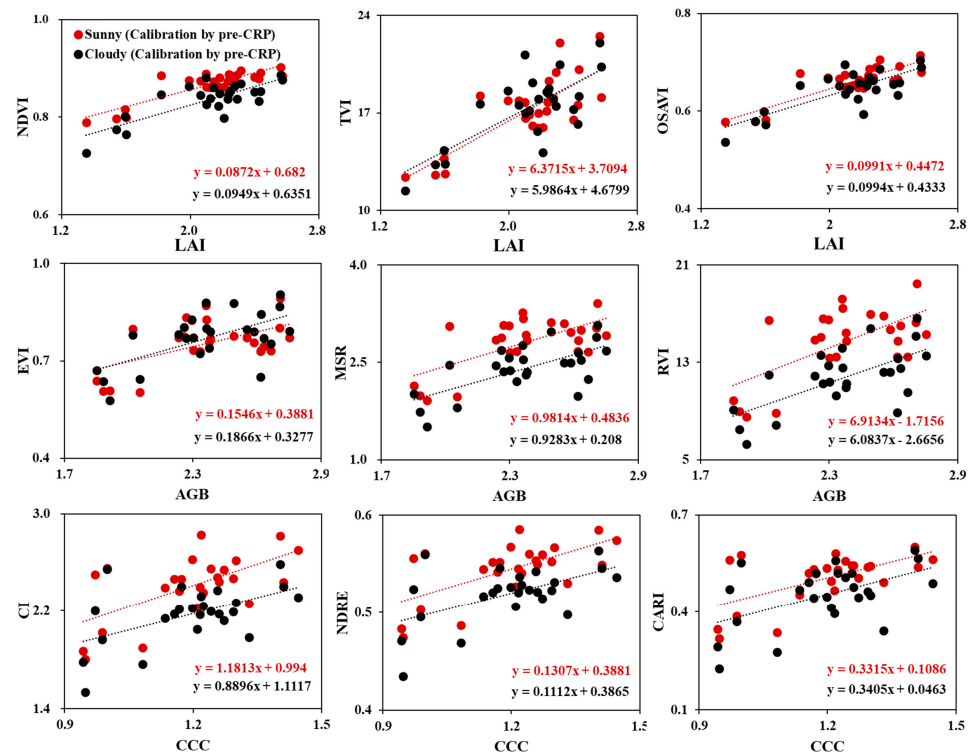 1.0
Sunny (Calibration by pre-CRP)
Cloudy (Calibration by pre-CRP)
0.8
NDVI
y = 0.0872x + 0.682
y = 0.0949x + 0.6351
0.6
1.2
2.0
2.8
LAI
24
17
TVI
y = 6.3715x + 3.7094
y = 5.9864x + 4.6799
10
1.2
2.0
2.8
LAI
0.8
0.6
OSAVI
y = 0.0991x + 0.4472
y = 0.0994x + 0.4333
0.4
1.2
2
2.8
LAI
1.0
0.7
EVI
y = 0.1546x + 0.3881
y = 0.1866x + 0.3277
0.4
1.7
2.3
2.9
AGB
4.0
2.5
MSR
y = 0.9814x + 0.4836
y = 0.9283x + 0.208
1.0
1.7
2.3
2.9
AGB
21
13
RVI
y = 6.9134x - 1.7156
y = 6.0837x - 2.6656
5
1.7
2.3
2.9
AGB
3.0
2.2
CI
y = 1.1813x + 0.994
y = 0.8896x + 1.1117
1.4
0.9
1.2
1.5
CCC
0.6
0.5
NDRE
y = 0.1307x + 0.3881
y = 0.1112x + 0.3865
0.4
0.9
1.2
1.5
CCC
0.7
0.4
CARI
y = 0.3315x + 0.1086
y = 0.3405x + 0.0463
0.1
0.9
1.2
1.5
CCC